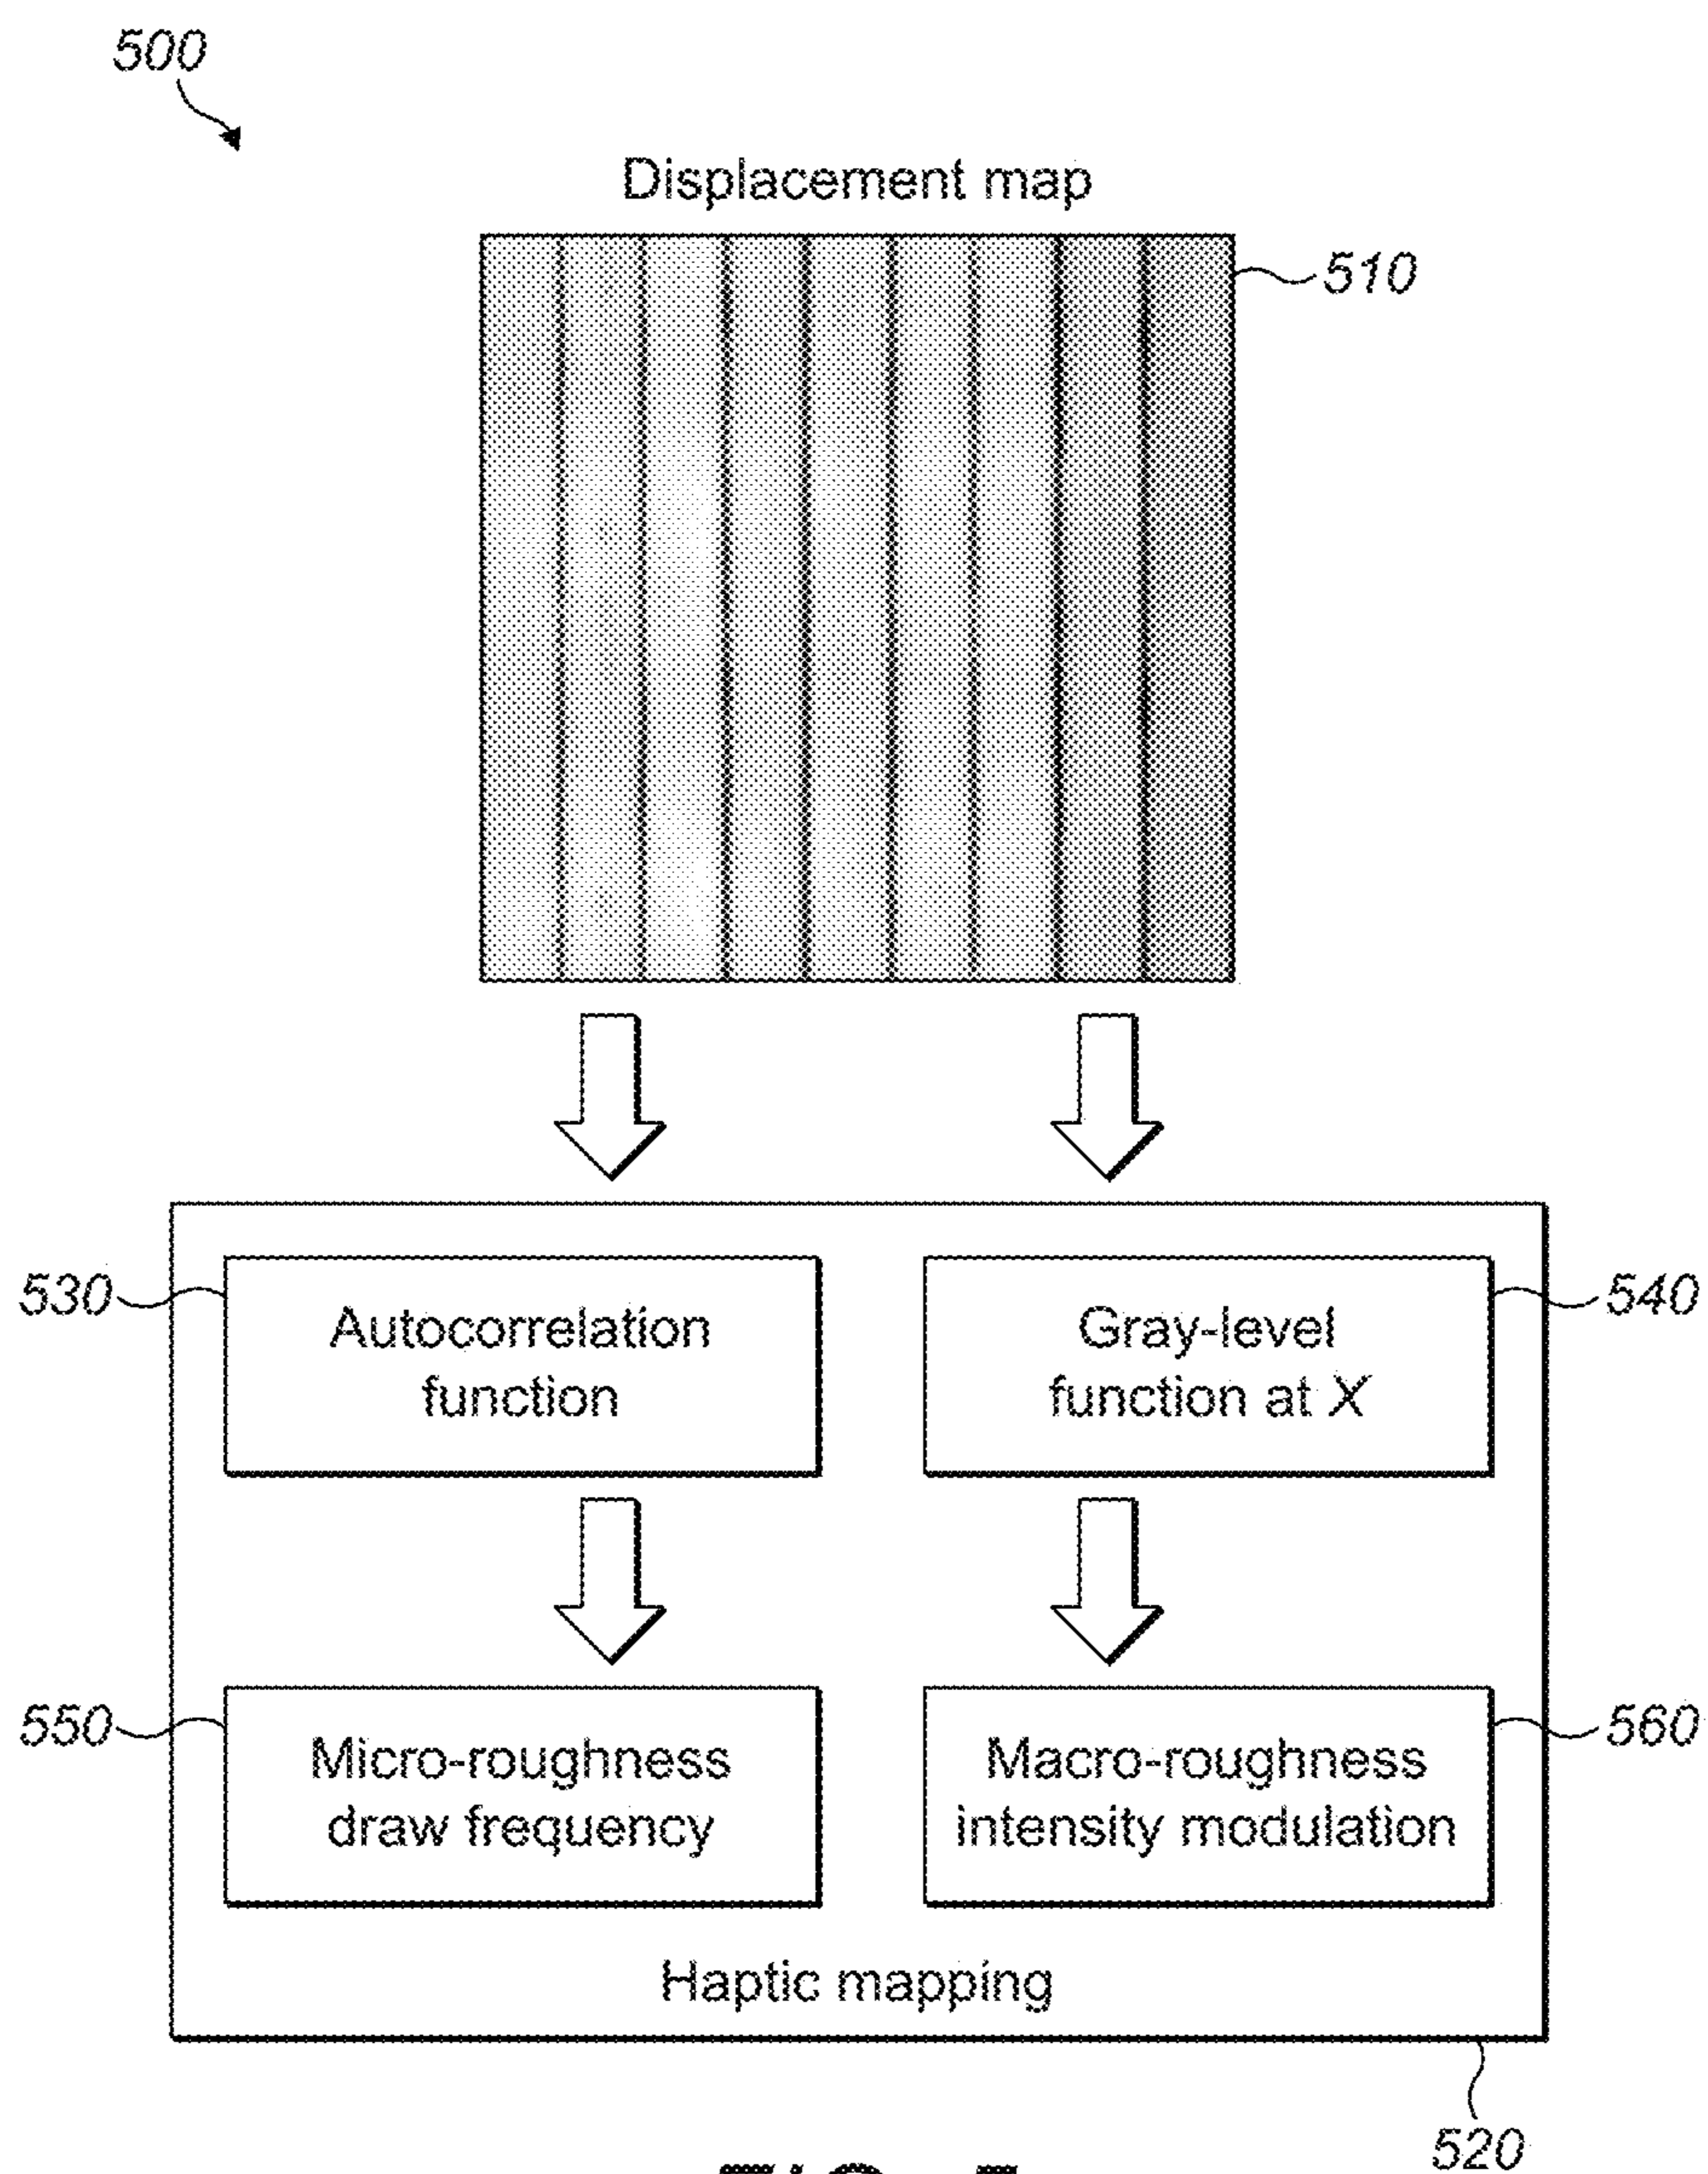 500
Displacement map
510
530
Autocorrelation
function
540
Gray-level
function at X
550
Micro-roughness
draw frequency
560
Macro-roughness
intensity modulation
Haptic mapping
520